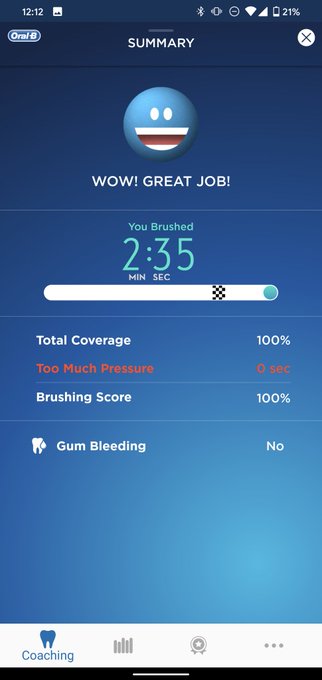 12:12
21%
Oral-B
SUMMARY
WOW! GREAT JOB!
You Brushed
2:35
MIN SEC
Total Coverage 100%
Too Much Pressure 0 sec
Brushing Score 100%
Gum Bleeding No
Coaching